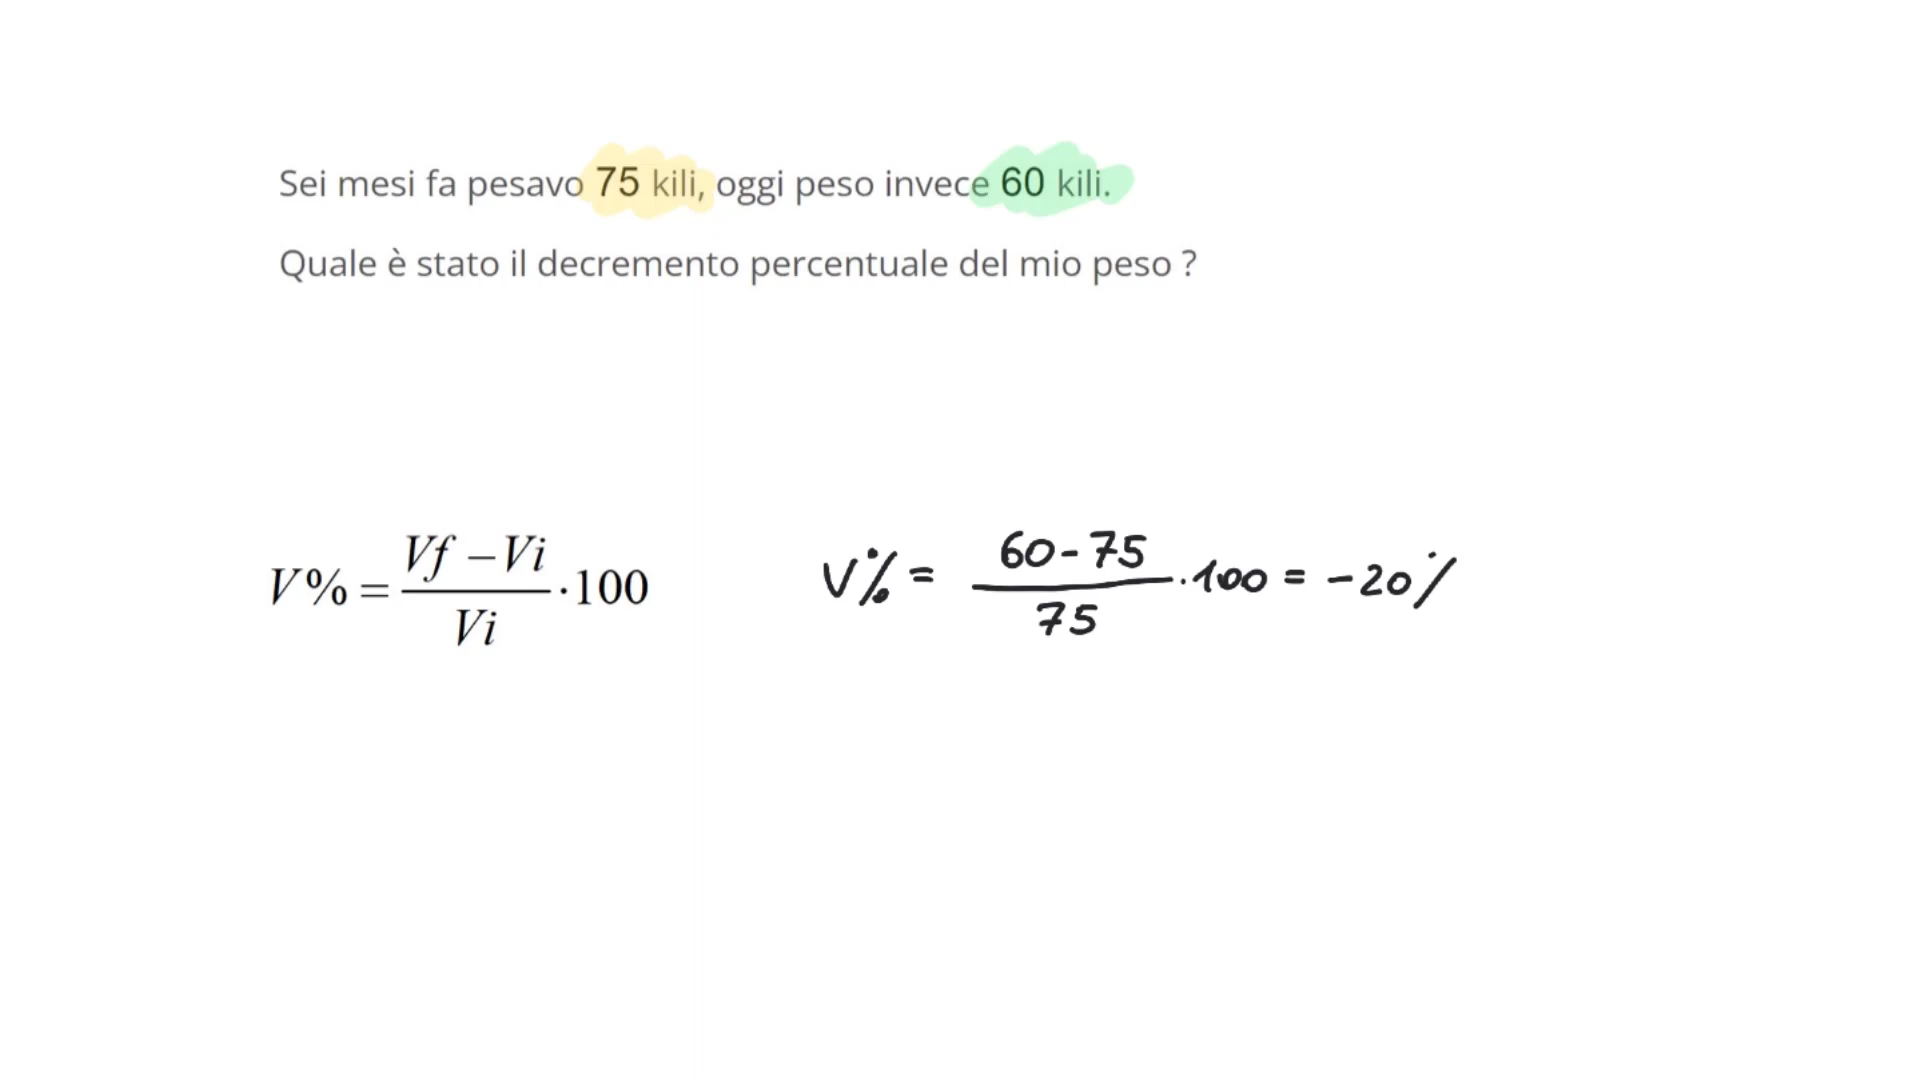 Sei mesi fa pesavo 75 kili, oggi peso invece 60 kili.
Quale è stato il decremento percentuale del mio peso ?
V% = (Vf − Vi) / Vi · 100
V% = (60 - 75) / 75 · 100 = -20%